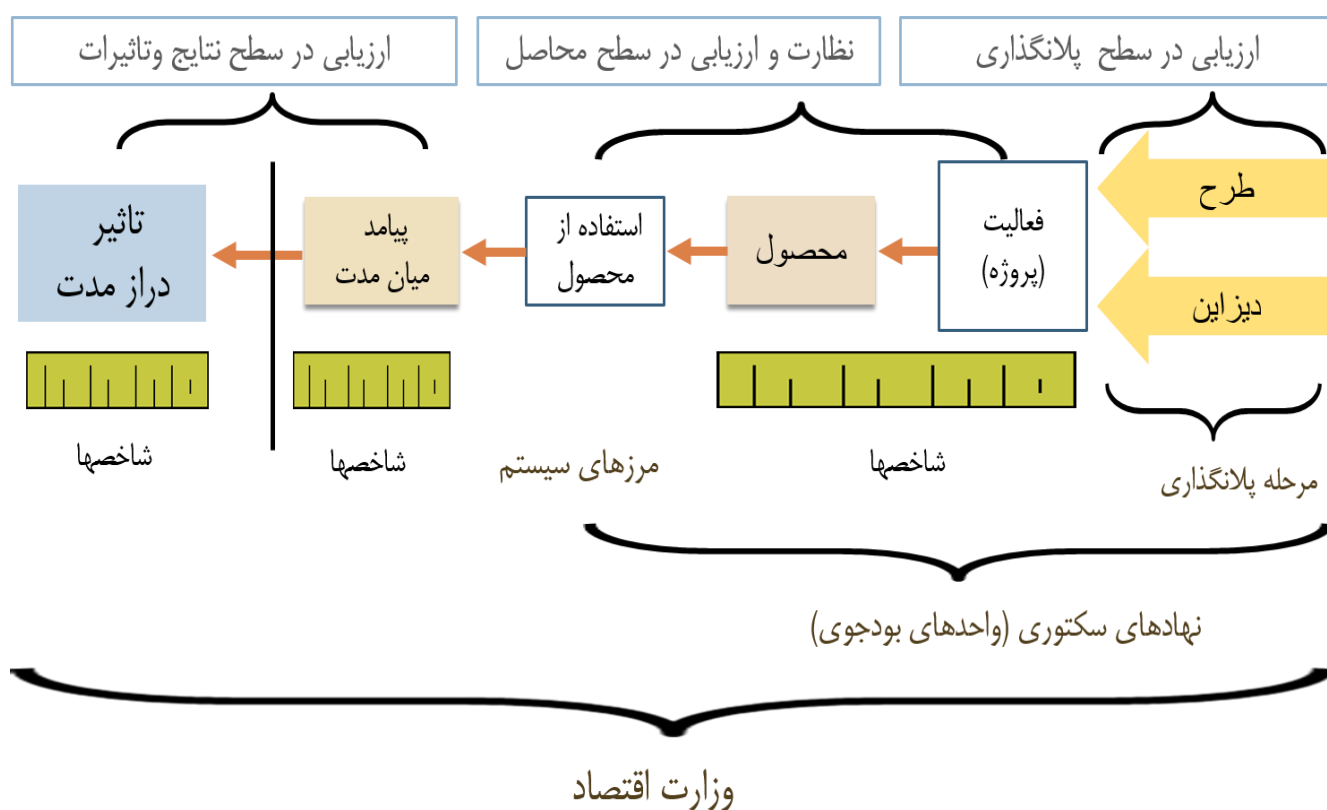 ارزیابی در سطح پلانگذاری
نظارت و ارزیابی در سطح محاصل
ارزیابی در سطح نتایج وتاثیرات
طرح
دیزاین
فعالیت
(پروژه)
محصول
استفاده از
محصول
پیامد
میان مدت
تاثیر
دراز مدت
مرحله پلانگذاری
شاخصها
مرزهای سیستم
شاخصها
شاخصها
نهادهای سکتوری (واحدهای بودجوی)
وزارت اقتصاد